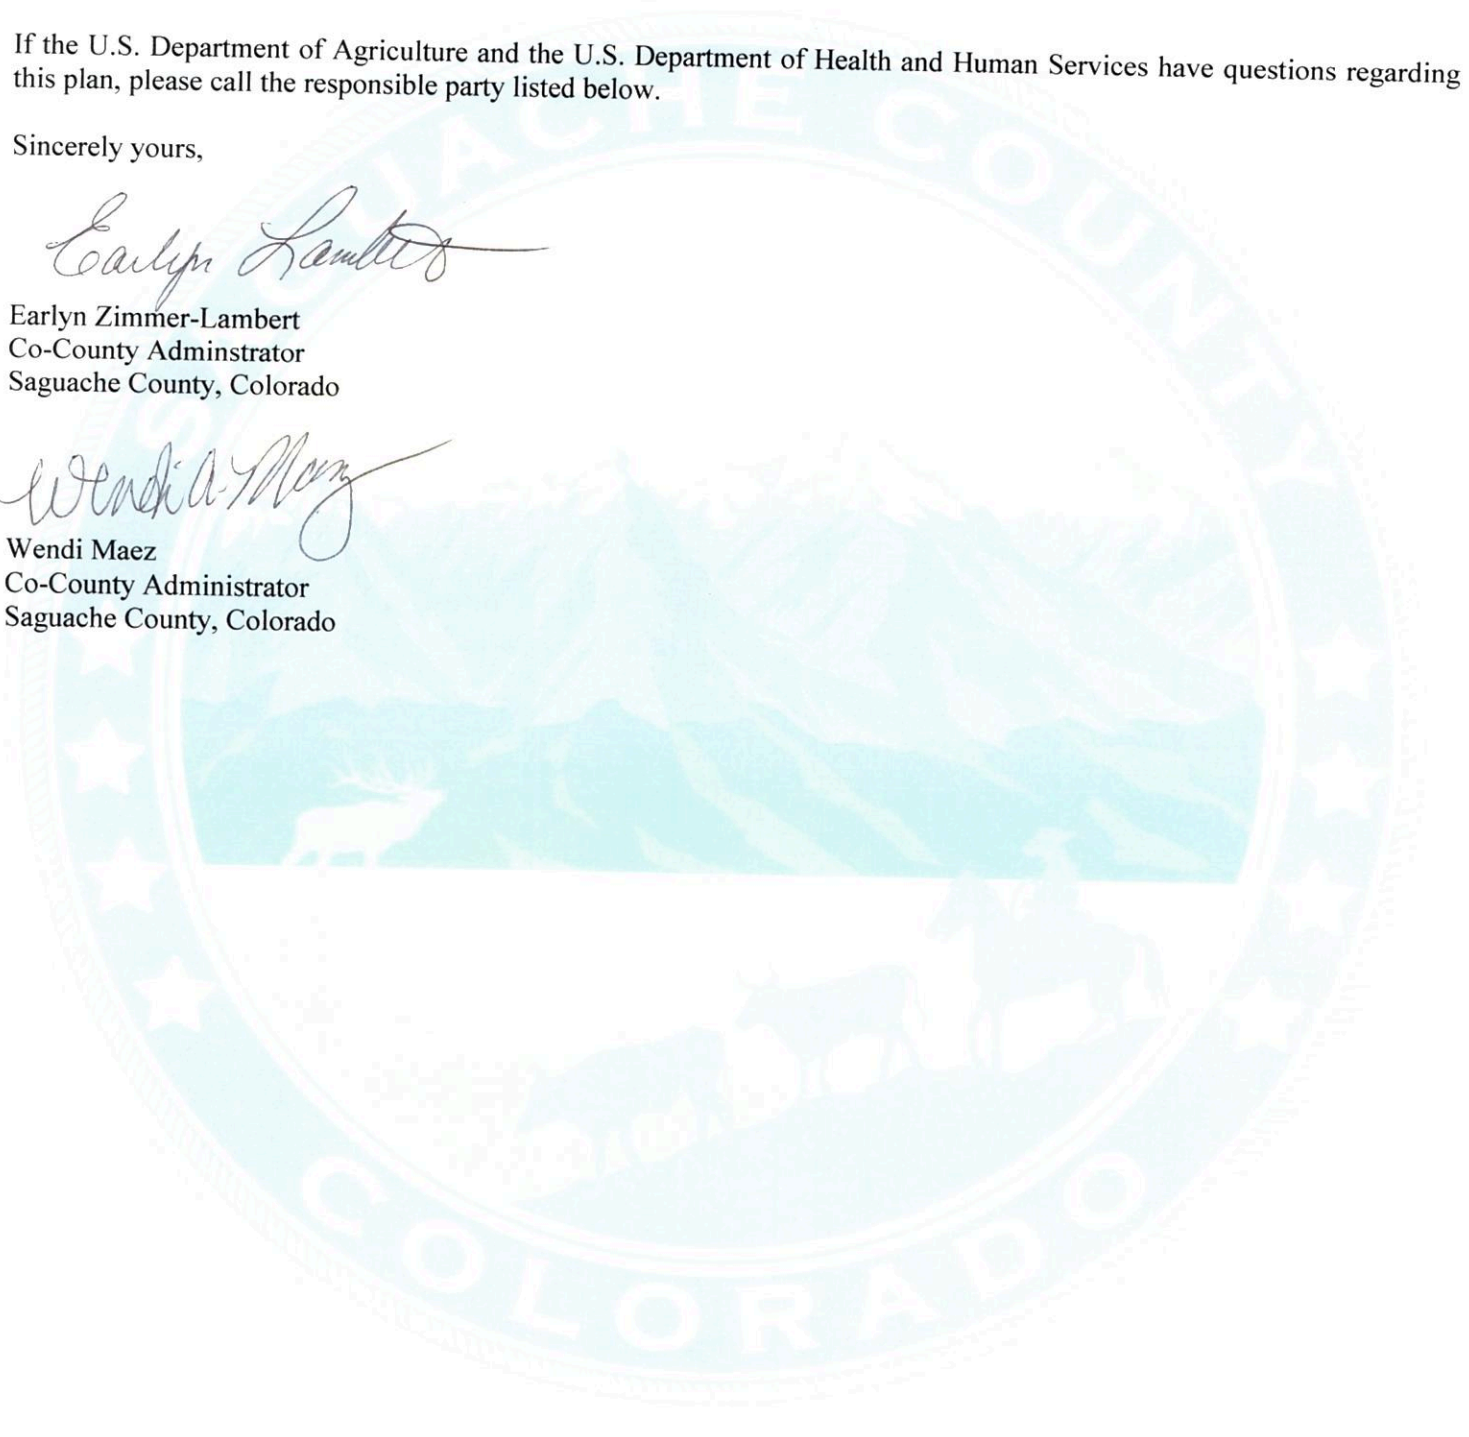 If the U.S. Department of Agriculture and the U.S. Department of Health and Human Services have questions regarding
this plan, please call the responsible party listed below.
Sincerely yours,
Earlyn Lambert
Earlyn Zimmer-Lambert
Co-County Adminstrator
Saguache County, Colorado
Wendi A. Maez
Wendi Maez
Co-County Administrator
Saguache County, Colorado
SAGUACHE COUNTY
COLORADO